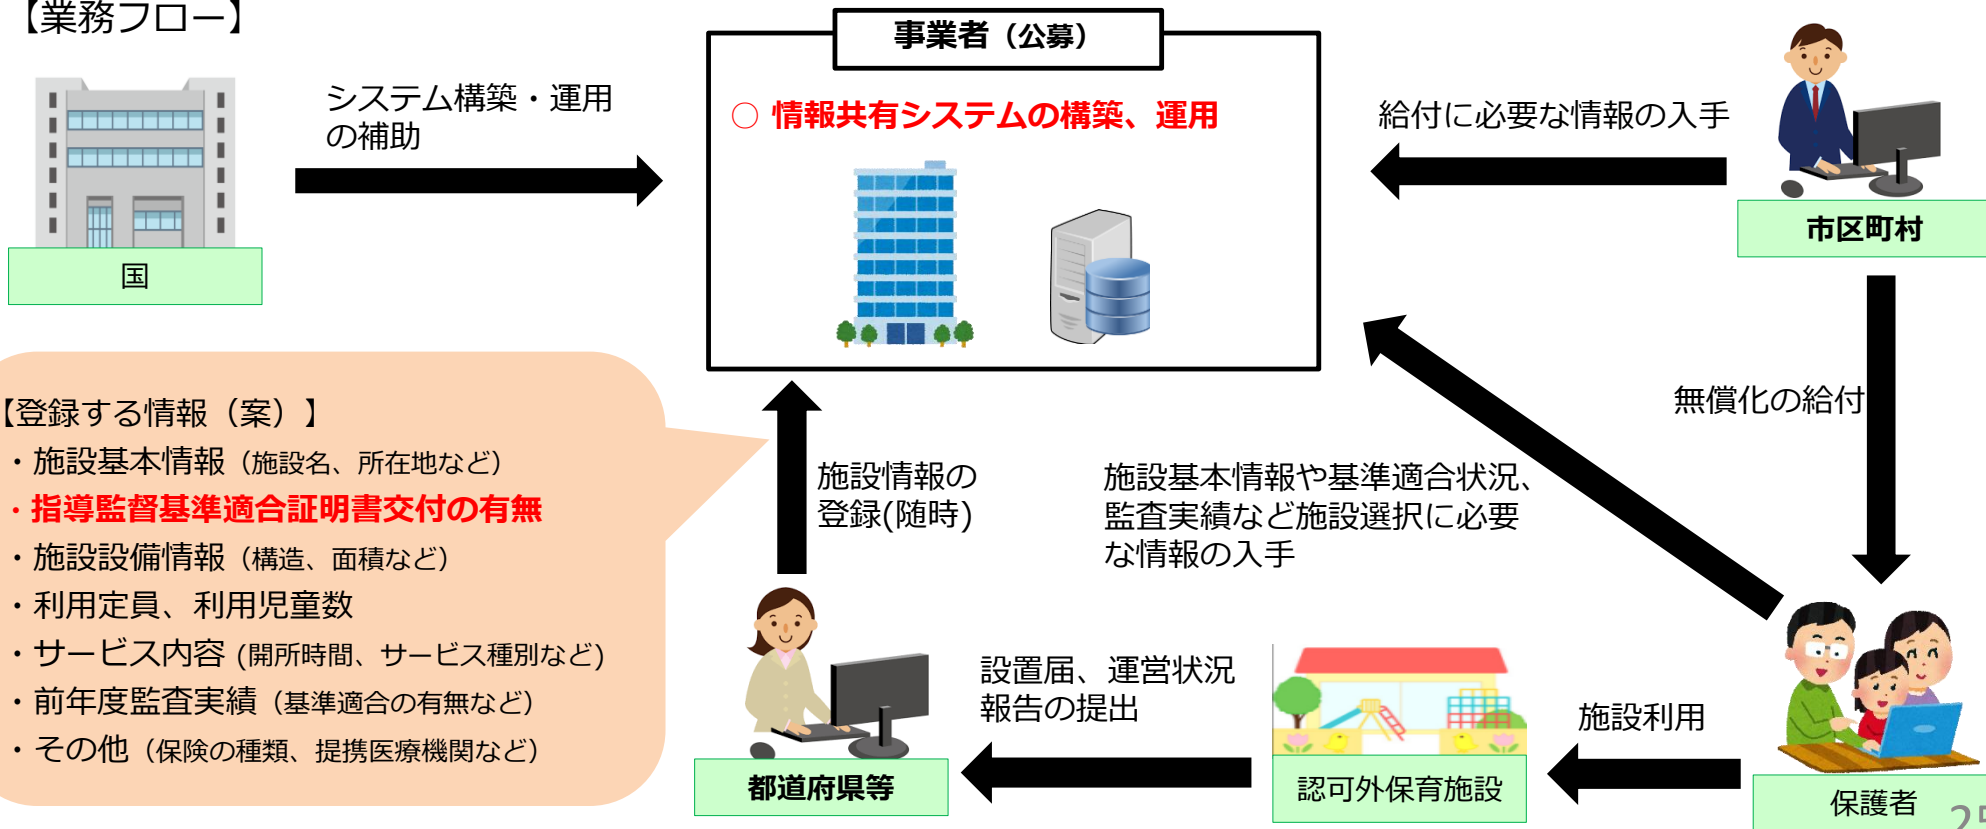 【業務フロー】
事業者（公募）
システム構築・運用
の補助
○ 情報共有システムの構築、運用
給付に必要な情報の入手
国
市区町村
無償化の給付
【登録する情報（案）】
・施設基本情報（施設名、所在地など）
・指導監督基準適合証明書交付の有無
・施設設備情報（構造、面積など）
・利用定員、利用児童数
・サービス内容 (開所時間、サービス種別など)
・前年度監査実績（基準適合の有無など）
・その他（保険の種類、提携医療機関など）
施設情報の
登録(随時)
施設基本情報や基準適合状況、
監査実績など施設選択に必要
な情報の入手
設置届、運営状況
報告の提出
施設利用
都道府県等
認可外保育施設
保護者